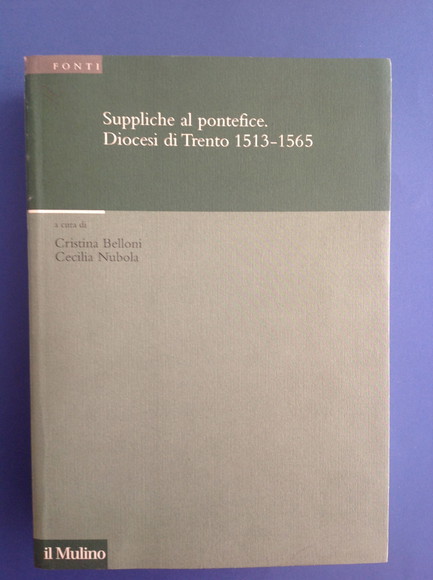 FONTI
Suppliche al pontefice.
Diocesi di Trento 1513-1565
a cura di
Cristina Belloni
Cecilia Nubola
il Mulino